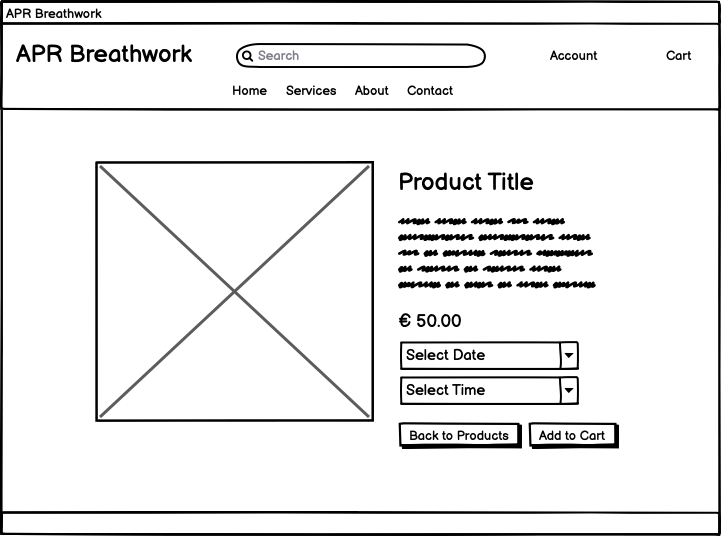 APR Breathwork
APR Breathwork
Search
Account
Cart
Home Services About Contact
Product Title
€ 50.00
Select Date
Select Time
Back to Products
Add to Cart